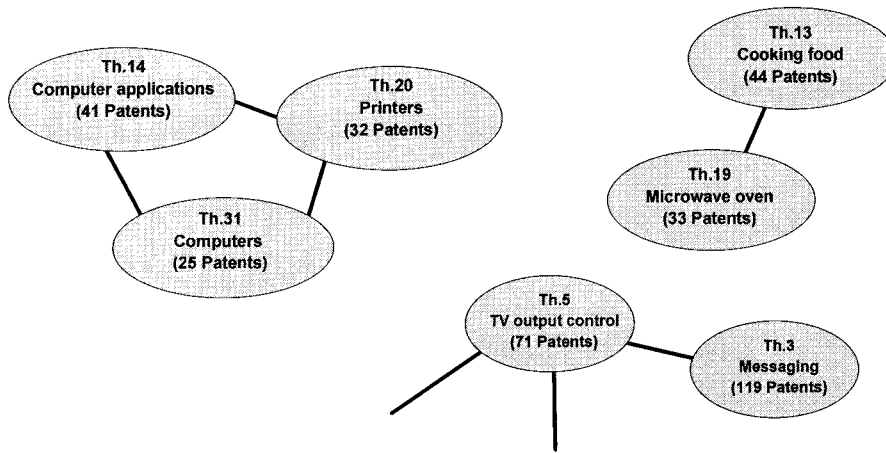 Th.14
Computer applications
(41 Patents)
Th.20
Printers
(32 Patents)
Th.31
Computers
(25 Patents)
Th.13
Cooking food
(44 Patents)
Th.19
Microwave oven
(33 Patents)
Th.5
TV output control
(71 Patents)
Th.3
Messaging
(119 Patents)